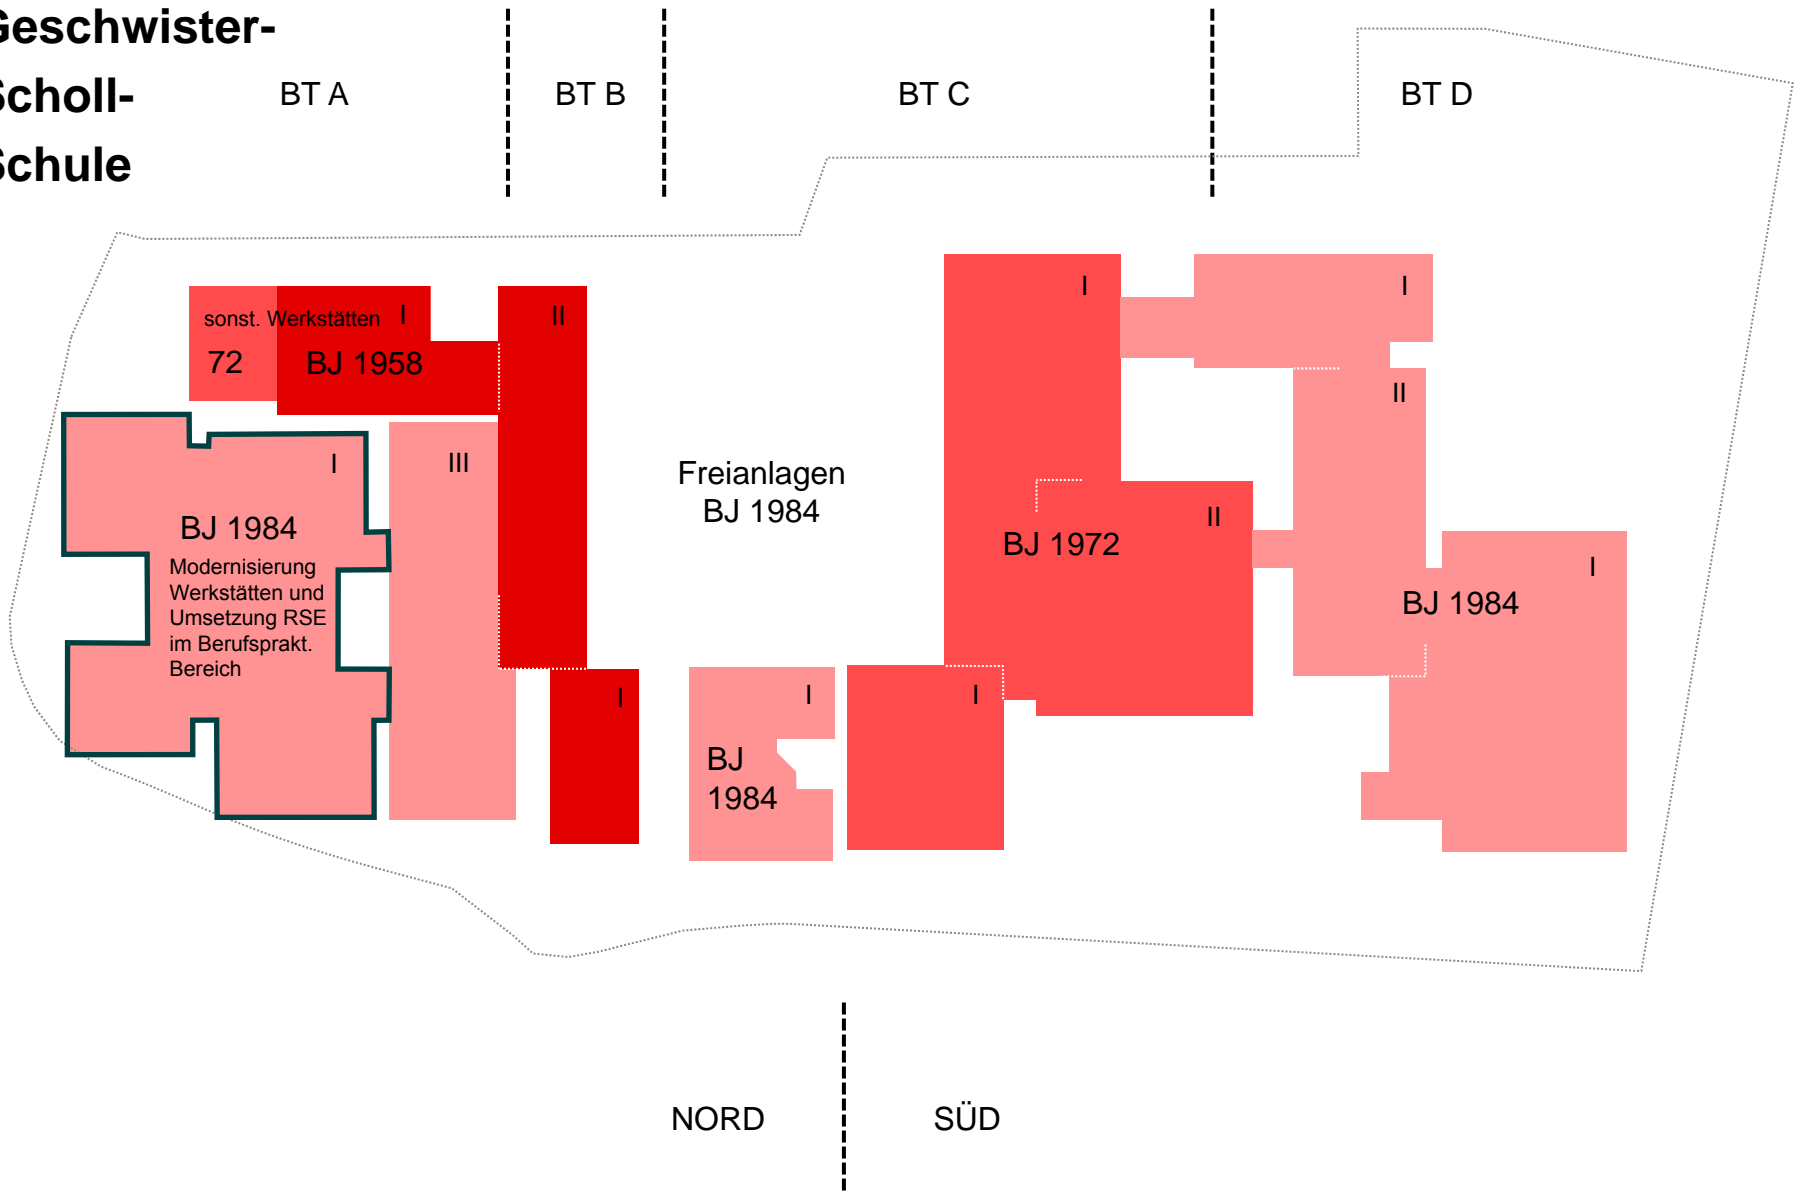 Geschwister-
Scholl-
Schule
BT A
BT B
BT C
BT D
sonst. Werkstätten
I
72
BJ 1958
II
I
III
BJ 1984
Modernisierung
Werkstätten und
Umsetzung RSE
im Berufsprakt.
Bereich
I
Freianlagen
BJ 1984
I
BJ
1984
I
I
BJ 1972
II
I
II
I
BJ 1984
NORD
SÜD